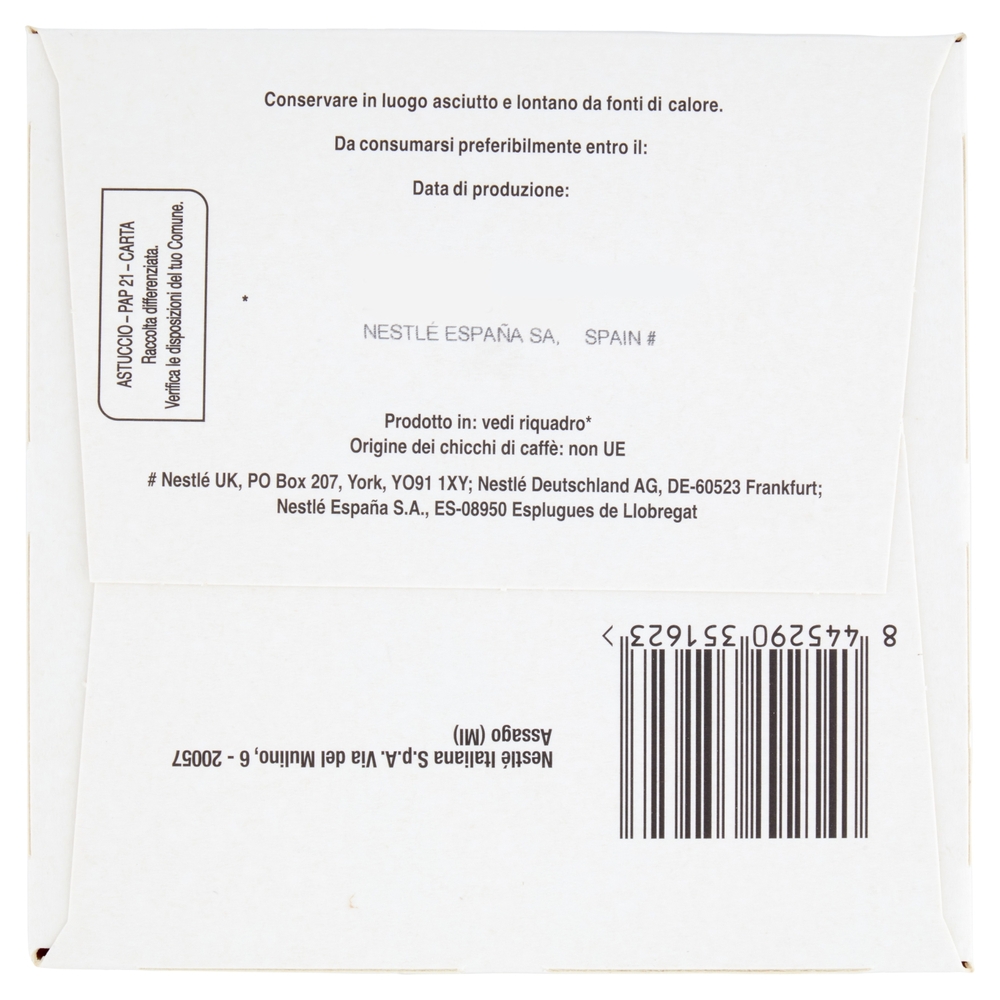 Conservare in luogo asciutto e lontano da fonti di calore.
Da consumarsi preferibilmente entro il:
Data di produzione:
ASTUCCIO – PAP 21 – CARTA
Raccolta differenziata.
Verifica le disposizioni del tuo Comune.
*
NESTLÉ ESPAÑA SA, SPAIN #
Prodotto in: vedi riquadro*
Origine dei chicchi di caffè: non UE
# Nestlé UK, PO Box 207, York, YO91 1XY; Nestlé Deutschland AG, DE-60523 Frankfurt;
Nestlé España S.A., ES-08950 Esplugues de Llobregat
8 445290 351623 >
Nestlé Italiana S.p.A. Via del Mulino, 6 - 20057
Assago (MI)